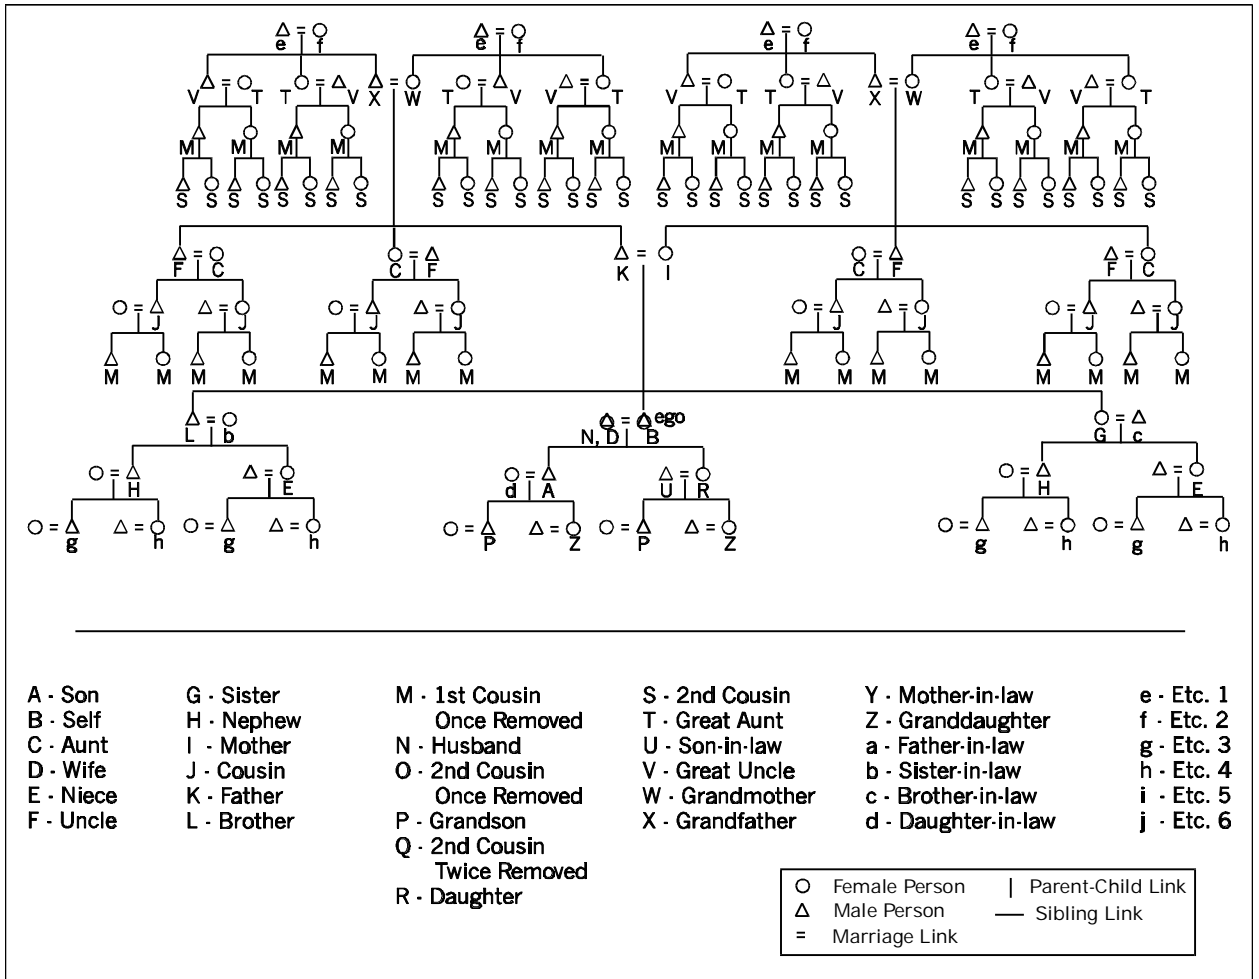 e f e f e f e f
V T T V X W T V V T V T T V X W T V V T
M M M M M M M M M M M M M M M M
S S S S S S S S S S S S S S S S S S S S S S S S S S S S S S S S
F C C F K I C F F C
J J J J J J J J
M M M M M M M M M M M M M M M M
ego
L b N, D B G c
H E d A U R H E
g h g h P Z P Z g h g h
A - Son
B - Self
C - Aunt
D - Wife
E - Niece
F - Uncle
G - Sister
H - Nephew
I - Mother
J - Cousin
K - Father
L - Brother
M - 1st Cousin
Once Removed
N - Husband
O - 2nd Cousin
Once Removed
P - Grandson
Q - 2nd Cousin
Twice Removed
R - Daughter
S - 2nd Cousin
T - Great Aunt
U - Son-in-law
V - Great Uncle
W - Grandmother
X - Grandfather
Y - Mother-in-law
Z - Granddaughter
a - Father-in-law
b - Sister-in-law
c - Brother-in-law
d - Daughter-in-law
e - Etc. 1
f - Etc. 2
g - Etc. 3
h - Etc. 4
i - Etc. 5
j - Etc. 6
Female Person
Male Person
= Marriage Link
Parent-Child Link
Sibling Link